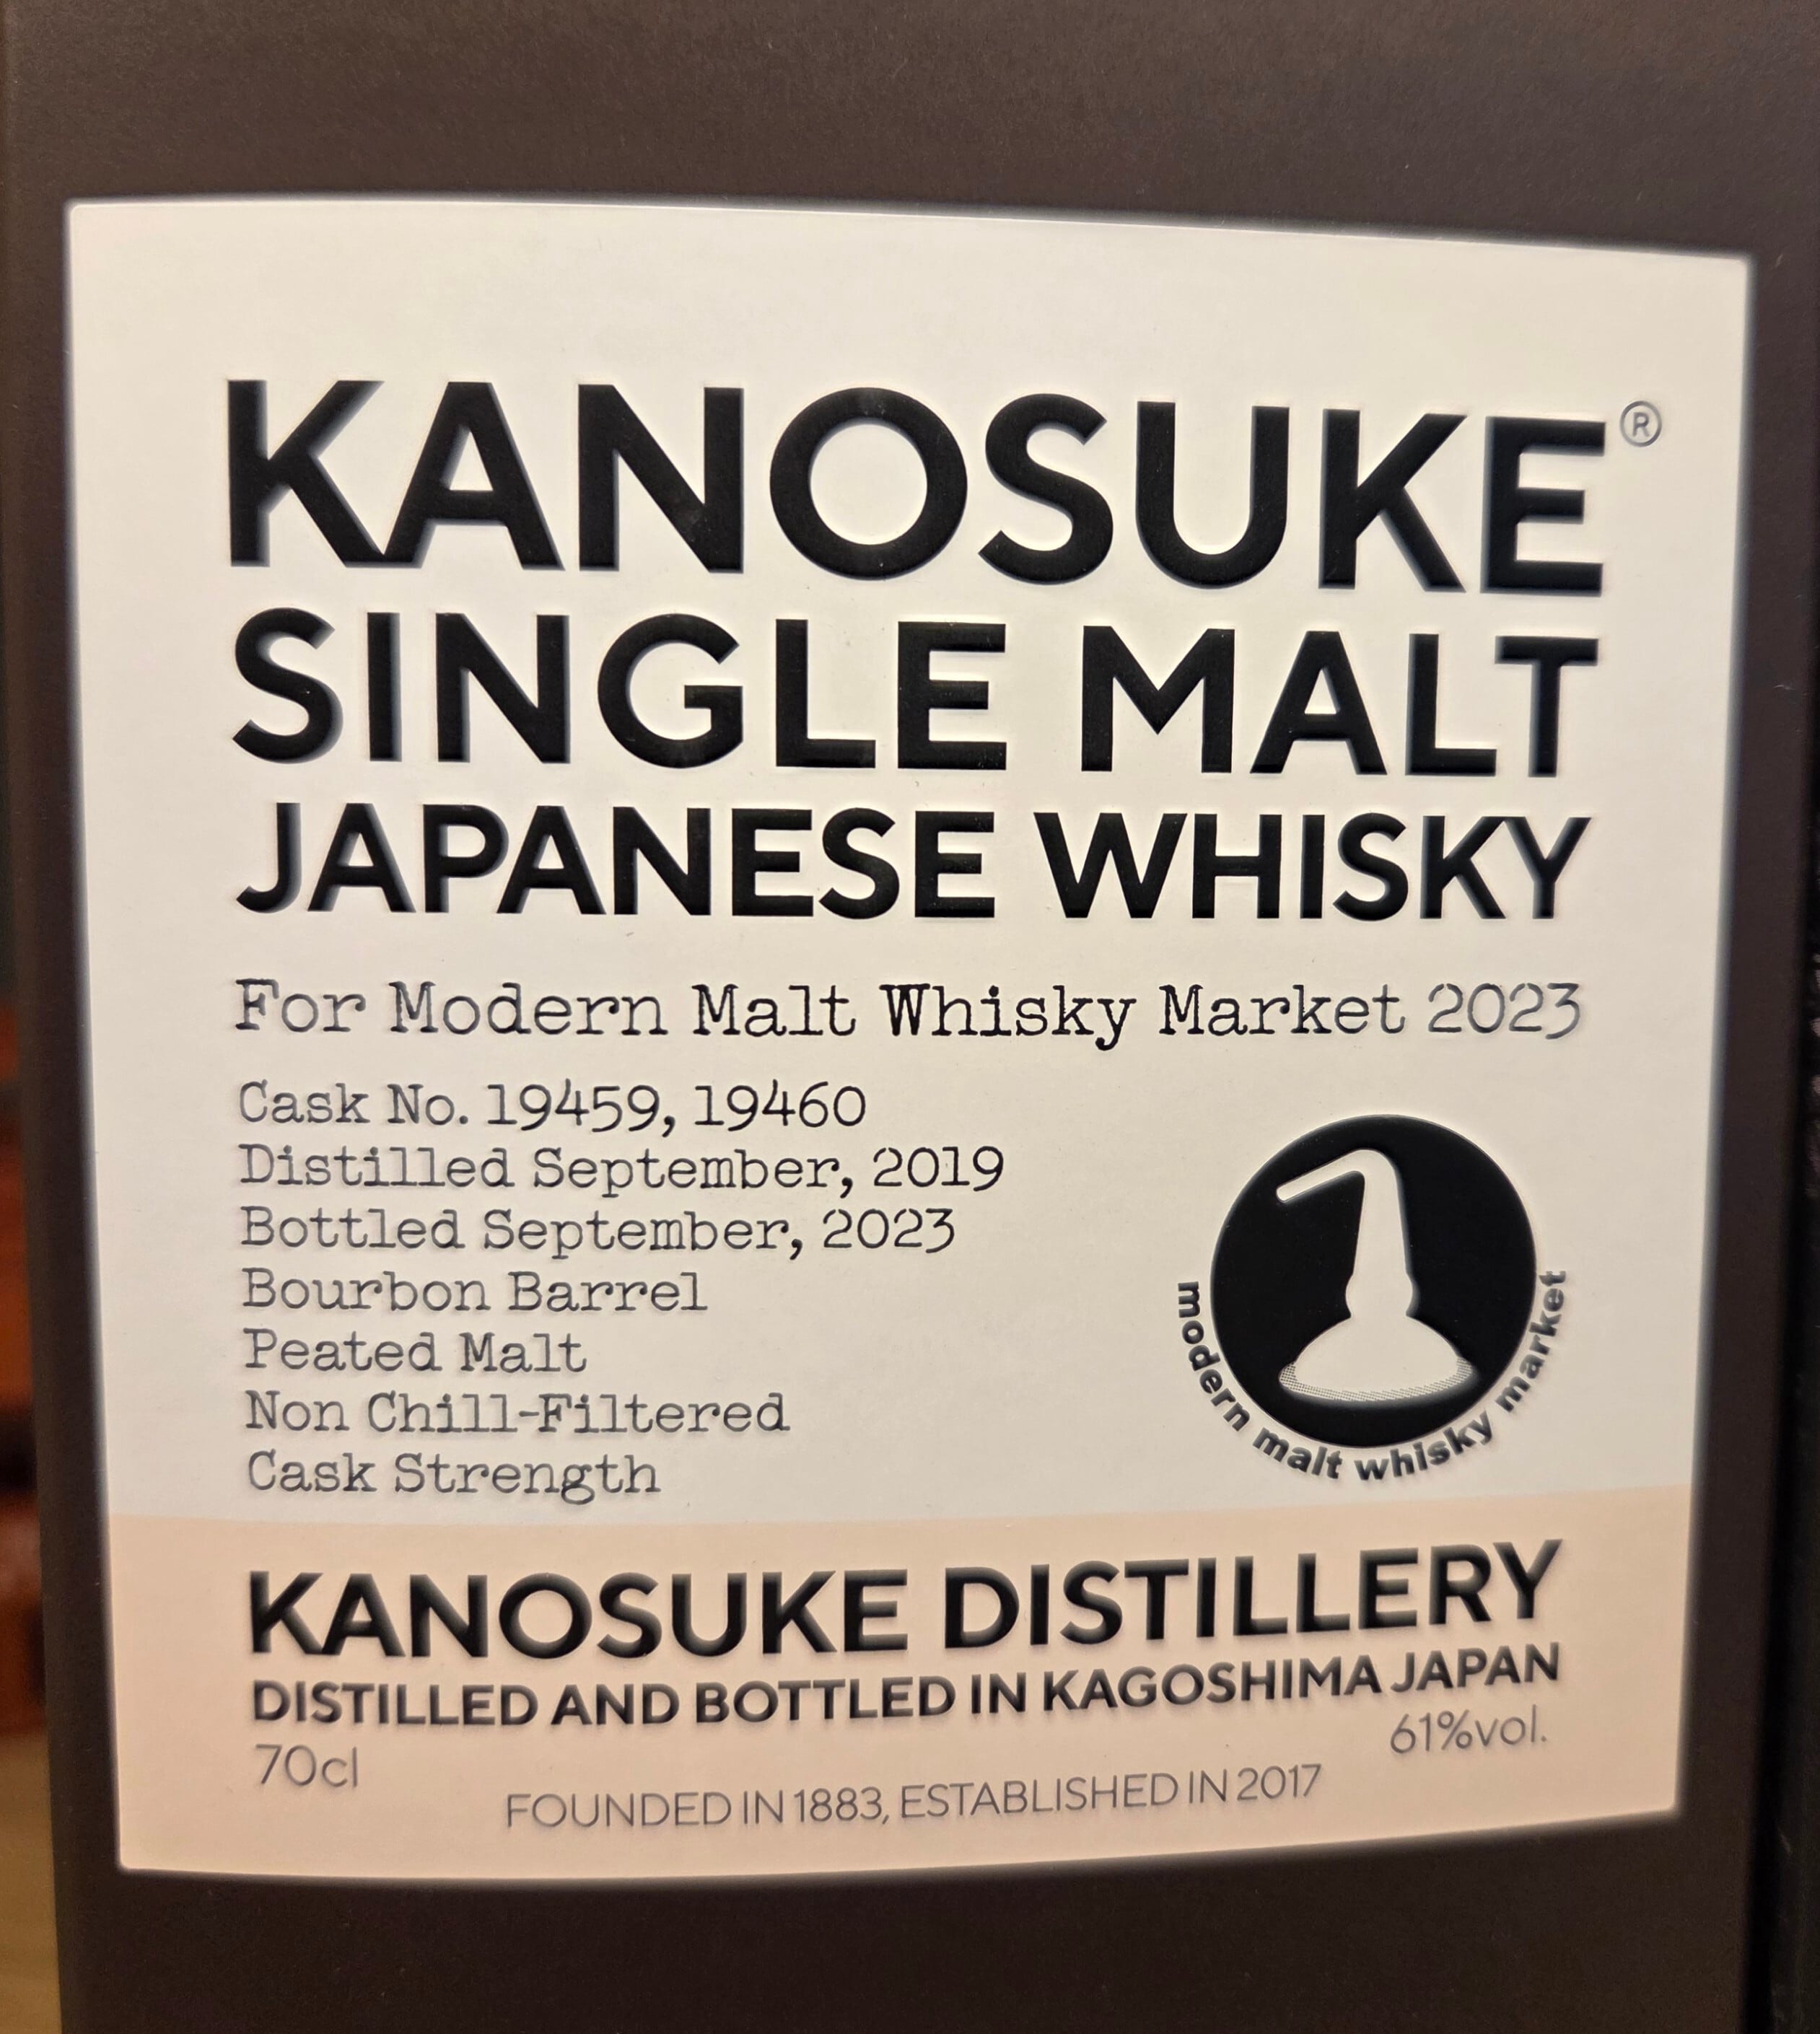 KANOSUKE®
SINGLE MALT
JAPANESE WHISKY
For Modern Malt Whisky Market 2023
Cask No. 19459, 19460
Distilled September, 2019
Bottled September, 2023
Bourbon Barrel
Peated Malt
Non Chill-Filtered
Cask Strength
modern malt whisky market
KANOSUKE DISTILLERY
DISTILLED AND BOTTLED IN KAGOSHIMA JAPAN
70cl 61%vol.
FOUNDED IN 1883, ESTABLISHED IN 2017